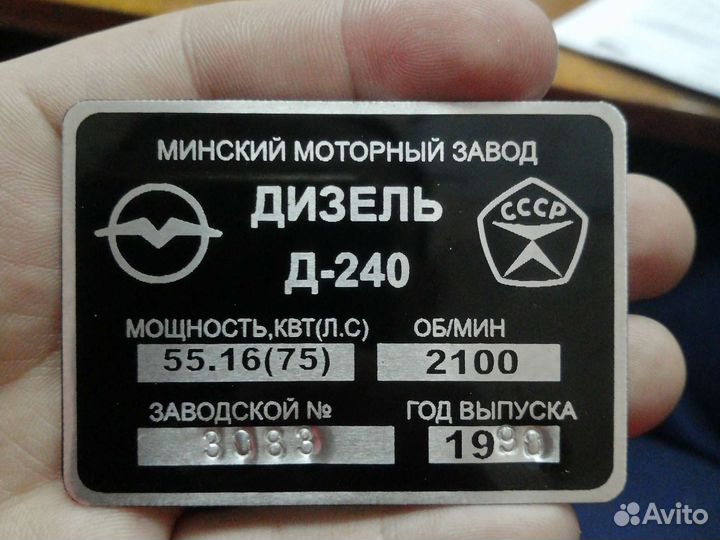 МИНСКИЙ МОТОРНЫЙ ЗАВОД
ДИЗЕЛЬ
СССР
Д-240
МОЩНОСТЬ,КВТ(Л.С) ОБ/МИН
55.16(75) 2100
ЗАВОДСКОЙ № ГОД ВЫПУСКА
3083 1990
Avito